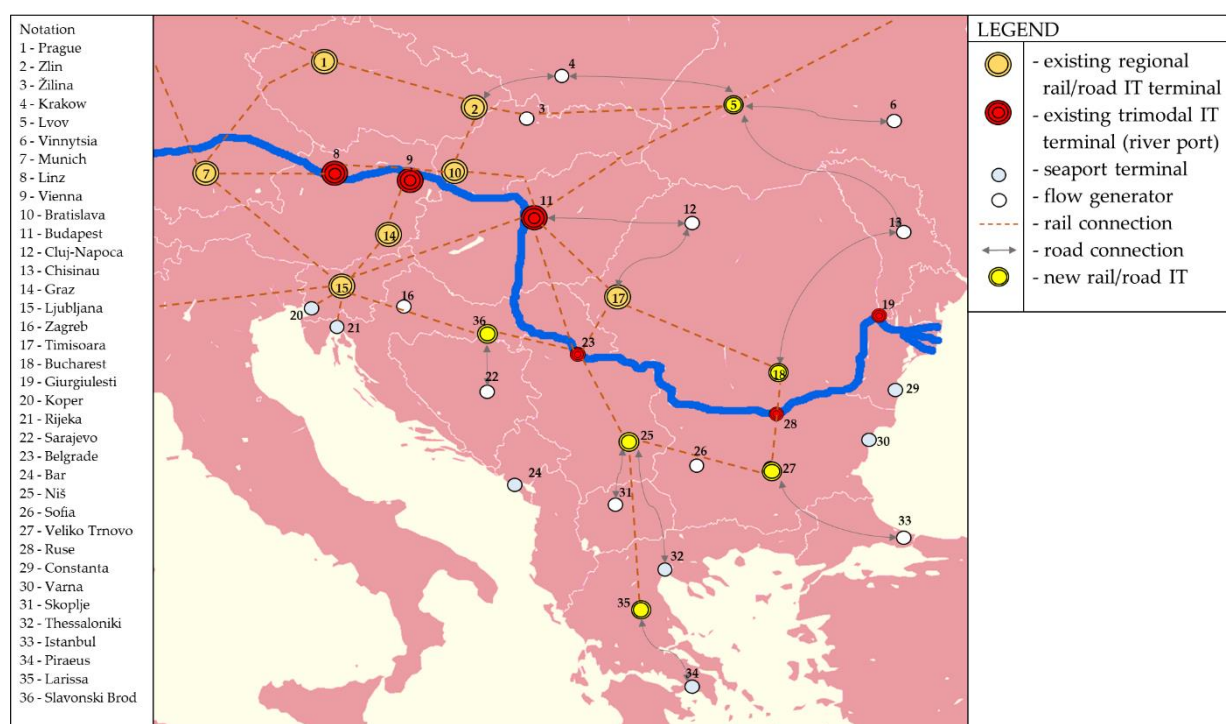 Notation
1 - Prague
2 - Zlin
3 - Žilina
4 - Krakow
5 - Lvov
6 - Vinnytsia
7 - Munich
8 - Linz
9 - Vienna
10 - Bratislava
11 - Budapest
12 - Cluj-Napoca
13 - Chisinau
14 - Graz
15 - Ljubljana
16 - Zagreb
17 - Timisoara
18 - Bucharest
19 - Giurgiulesti
20 - Koper
21 - Rijeka
22 - Sarajevo
23 - Belgrade
24 - Bar
25 - Niš
26 - Sofia
27 - Veliko Trnovo
28 - Ruse
29 - Constanta
30 - Varna
31 - Skoplje
32 - Thessaloniki
33 - Istanbul
34 - Piraeus
35 - Larissa
36 - Slavonski Brod
1
4
2
3
5
6
8
9
7
10
11
12
13
14
15
16
17
19
20
21
36
23
18
22
29
28
30
25
26
27
24
31
33
32
35
34
LEGEND
- existing regional
rail/road IT terminal
- existing trimodal IT
terminal (river port)
- seaport terminal
- flow generator
- rail connection
- road connection
- new rail/road IT